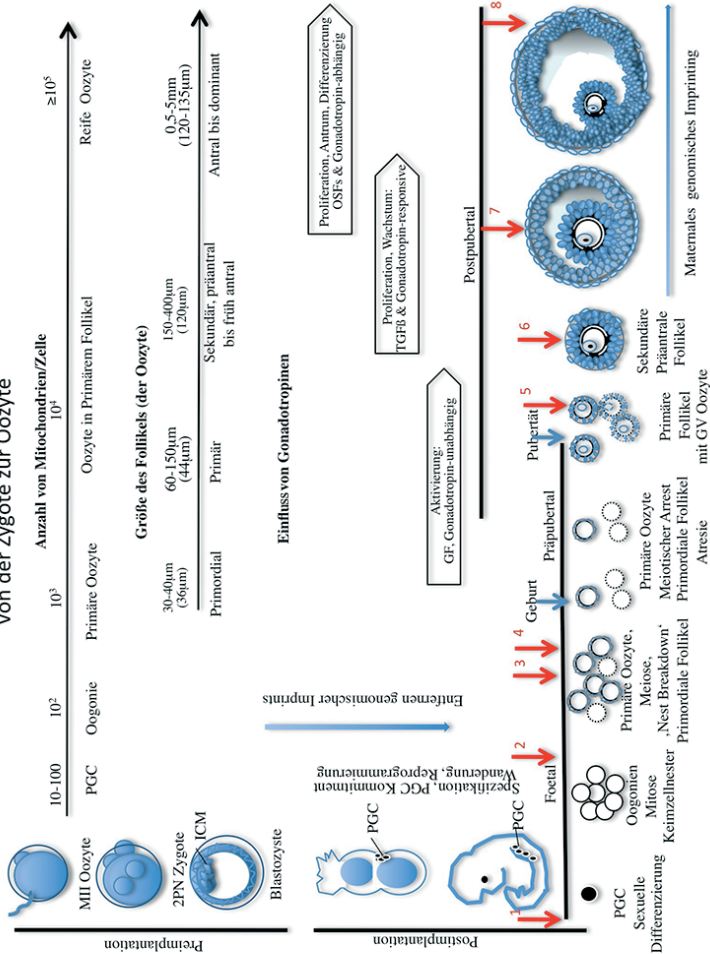 von der Zygote zur Oozyte
Anzahl von Mitochondrien/Zelle
10-100
10²
10³
10⁴
≥10⁵
PGC
Oogonie
Primäre Oozyte
Oozyte in Primärem Follikel
Reife Oozyte
Größe des Follikels (der Oozyte)
30-40µm
(36µm)
60-150µm
(44µm)
150-400µm
(120µm)
0,5-5mm
(120-135µm)
Primordial
Primär
Sekundär, präantral
bis früh antral
Antral bis dominant
Einfluss von Gonadotropinen
Aktivierung:
GF, Gonadotropin-unabhängig
Proliferation, Wachstum:
TGFß & Gonadotropin-responsive
Proliferation, Antrum, Differenzierung
OSFs & Gonadotropin-abhängig
Preimplantation
MII Oozyte
2PN Zygote
ICM
Blastozyste
Postimplantation
PGC
PGC
Entfernen genomischer Imprints
Spezifikation, PGC Kommitment
Wanderung, Reprogrammierung
Foetal
Geburt
Präpubertal
Pubertät
Postpubertal
1
2
3
4
5
6
7
8
PGC
Sexuelle
Differenzierung
Oogonien
Mitose
Keimzellnester
Primäre Oozyte,
Meiose,
‚Nest Breakdown‘
Primordiale Follikel
Primäre Oozyte
Meiotischer Arrest
Primordiale Follikel
Atresie
Primäre
Follikel
mit GV Oozyte
Sekundäre
Präantrale
Follikel
Maternales genomisches Imprinting